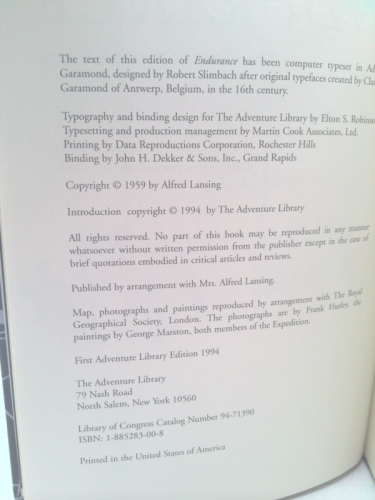 The text of this edition of Endurance has been computer typeset in
Garamond, designed by Robert Slimbach after original typefaces created by
Garamond of Antwerp, Belgium, in the 16th century.
Typography and binding design for The Adventure Library by Elton S.
Typesetting and production management by Martin Cook Associates, Ltd.
Printing by Data Reproductions Corporation, Rochester Hills
Binding by John H. Dekker & Sons, Inc., Grand Rapids
Copyright © 1959 by Alfred Lansing
Introduction copyright © 1994 by The Adventure Library
All rights reserved. No part of this book may be reproduced in any manner
whatsoever without written permission from the publisher except in the case of
brief quotations embodied in critical articles and reviews.
Published by arrangement with Mrs. Alfred Lansing.
Map, photographs and paintings reproduced by arrangement with The Royal
Geographical Society, London. The photographs are by Frank Hurley, the
paintings by George Marston, both members of the Expedition.
First Adventure Library Edition 1994
The Adventure Library
79 Nash Road
North Salem, New York 10560
Library of Congress Catalog Number 94-71390
ISBN: 1-885283-00-8
Printed in the United States of America